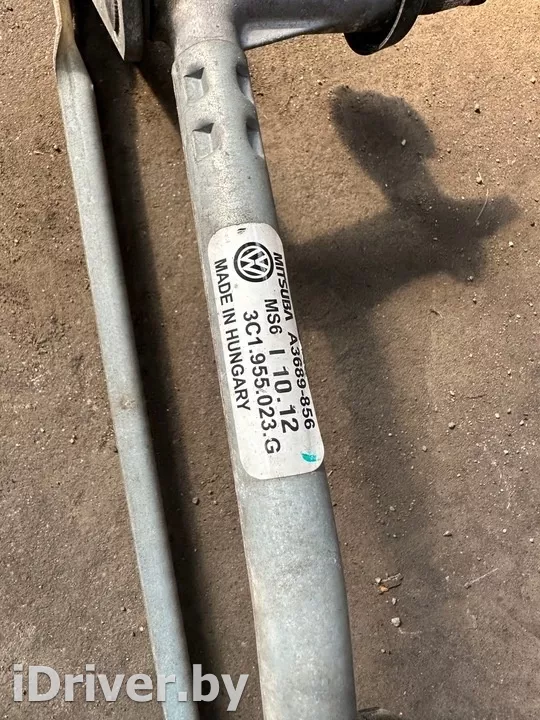 MITSUBA A3689-856
MS6 I 10.12
3C1.955.023.G
MADE IN HUNGARY
iDriver.by